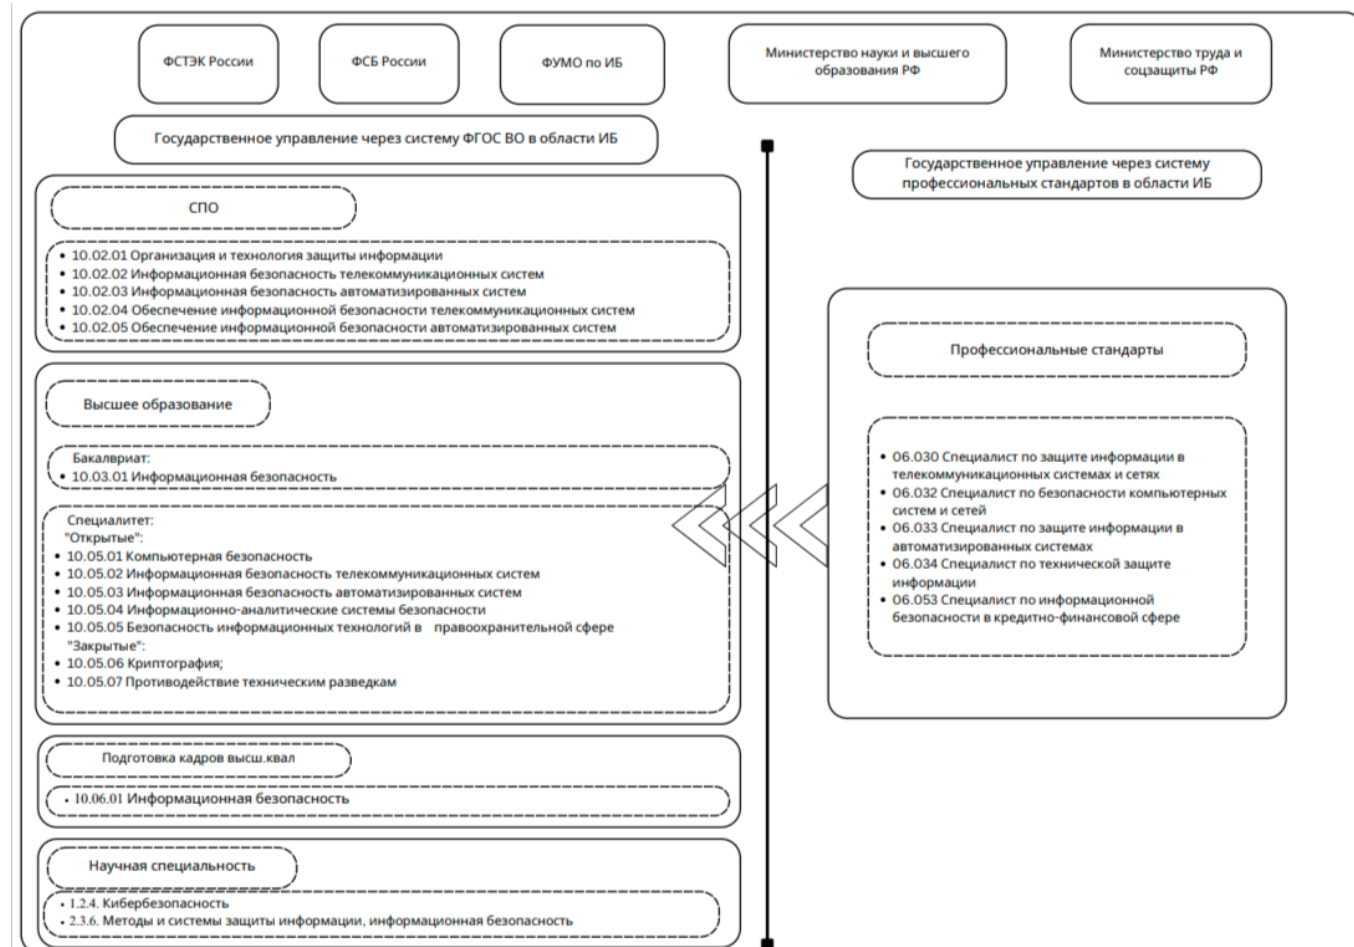 ФСТЭК России
ФСБ России
ФУМО по ИБ
Министерство науки и высшего
образования РФ
Министерство труда и
соцзащиты РФ
Государственное управление через систему ФГОС ВО в области ИБ
Государственное управление через систему
профессиональных стандартов в области ИБ
СПО
• 10.02.01 Организация и технология защиты информации
• 10.02.02 Информационная безопасность телекоммуникационных систем
• 10.02.03 Информационная безопасность автоматизированных систем
• 10.02.04 Обеспечение информационной безопасности телекоммуникационных систем
• 10.02.05 Обеспечение информационной безопасности автоматизированных систем
Высшее образование
Бакалвриат:
• 10.03.01 Информационная безопасность
Специалитет:
"Открытые":
• 10.05.01 Компьютерная безопасность
• 10.05.02 Информационная безопасность телекоммуникационных систем
• 10.05.03 Информационная безопасность автоматизированных систем
• 10.05.04 Информационно-аналитические системы безопасности
• 10.05.05 Безопасность информационных технологий в правоохранительной сфере
"Закрытые":
• 10.05.06 Криптография;
• 10.05.07 Противодействие техническим разведкам
Подготовка кадров высш.квал
• 10.06.01 Информационная безопасность
Научная специальность
• 1.2.4. Кибербезопасность
• 2.3.6. Методы и системы защиты информации, информационная безопасность
Профессиональные стандарты
• 06.030 Специалист по защите информации в
телекоммуникационных системах и сетях
• 06.032 Специалист по безопасности компьютерных
систем и сетей
• 06.033 Специалист по защите информации в
автоматизированных системах
• 06.034 Специалист по технической защите
информации
• 06.053 Специалист по информационной
безопасности в кредитно-финансовой сфере